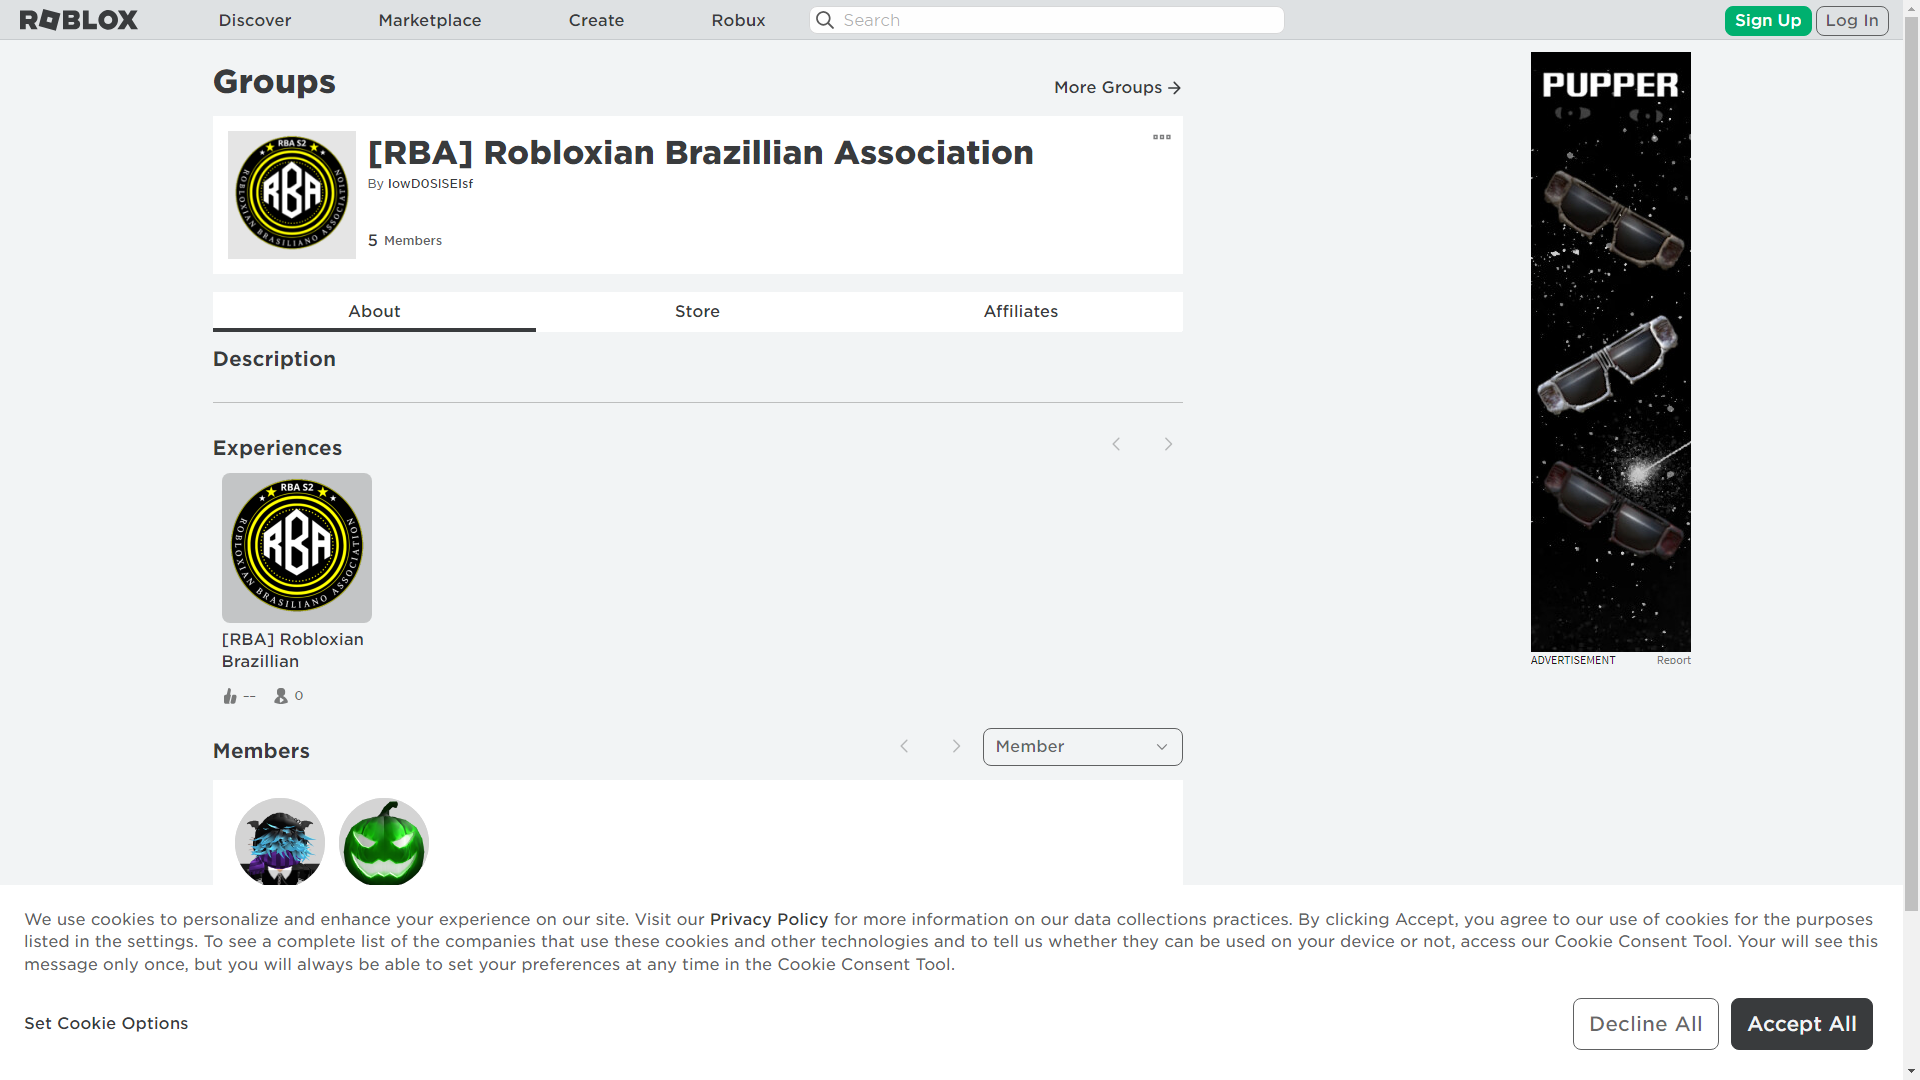 ROBLOX
Discover
Marketplace
Create
Robux
Search
Sign Up
Log In
Groups
More Groups
RBA S2
RBA
ROBLOXIAN BRASILIANO ASSOCIATION
[RBA] Robloxian Brazillian Association
By lowD0SISEIsf
5 Members
About
Store
Affiliates
Description
Experiences
RBA S2
RBA
ROBLOXIAN BRASILIANO ASSOCIATION
[RBA] Robloxian
Brazillian
--
0
Members
Member
PUPPER
ADVERTISEMENT
Report
We use cookies to personalize and enhance your experience on our site. Visit our Privacy Policy for more information on our data collections practices. By clicking Accept, you agree to our use of cookies for the purposes
listed in the settings. To see a complete list of the companies that use these cookies and other technologies and to tell us whether they can be used on your device or not, access our Cookie Consent Tool. Your will see this
message only once, but you will always be able to set your preferences at any time in the Cookie Consent Tool.
Set Cookie Options
Decline All
Accept All